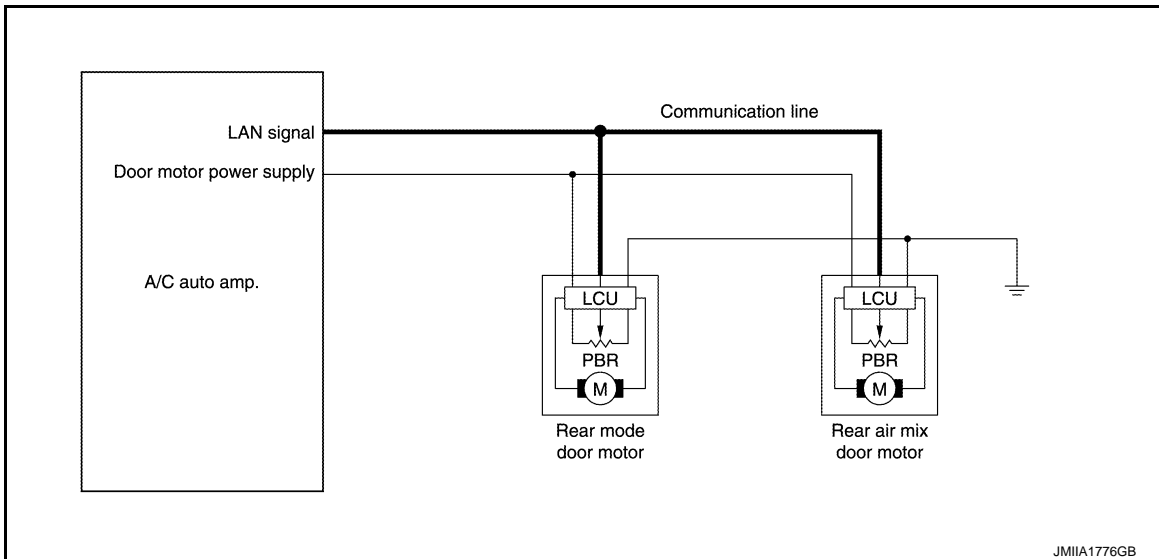 Communication line
LAN signal
Door motor power supply
A/C auto amp.
LCU
PBR
M
Rear mode
door motor
LCU
PBR
M
Rear air mix
door motor
JMIIA1776GB